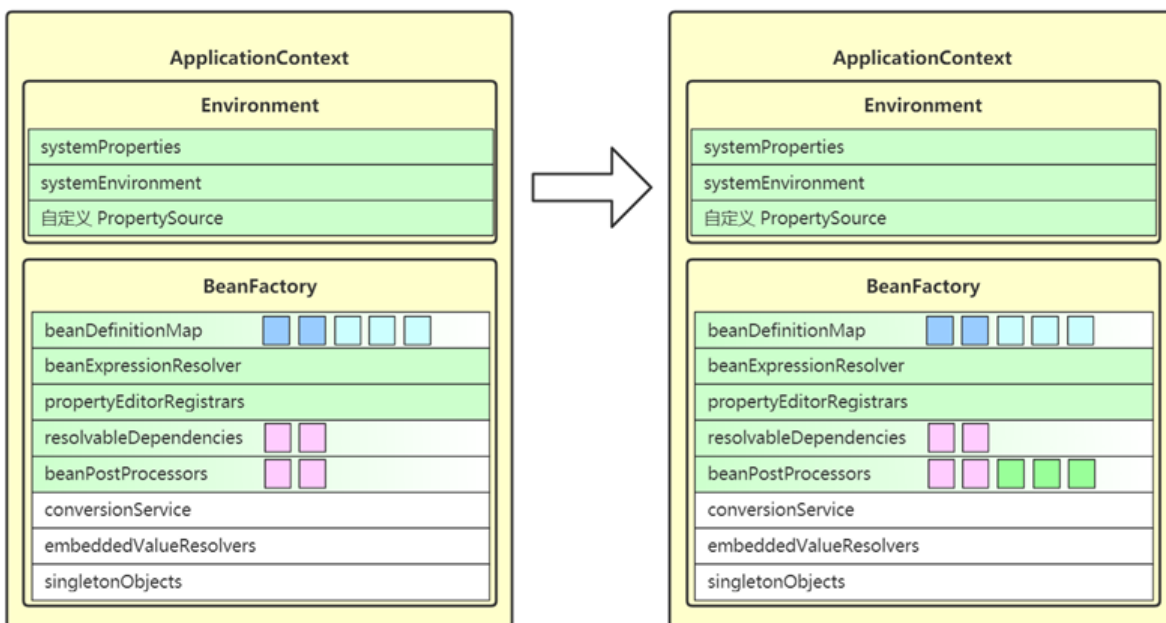 ApplicationContext
Environment
systemProperties
systemEnvironment
自定义 PropertySource
BeanFactory
beanDefinitionMap
beanExpressionResolver
propertyEditorRegistrars
resolvableDependencies
beanPostProcessors
conversionService
embeddedValueResolvers
singletonObjects
ApplicationContext
Environment
systemProperties
systemEnvironment
自定义 PropertySource
BeanFactory
beanDefinitionMap
beanExpressionResolver
propertyEditorRegistrars
resolvableDependencies
beanPostProcessors
conversionService
embeddedValueResolvers
singletonObjects